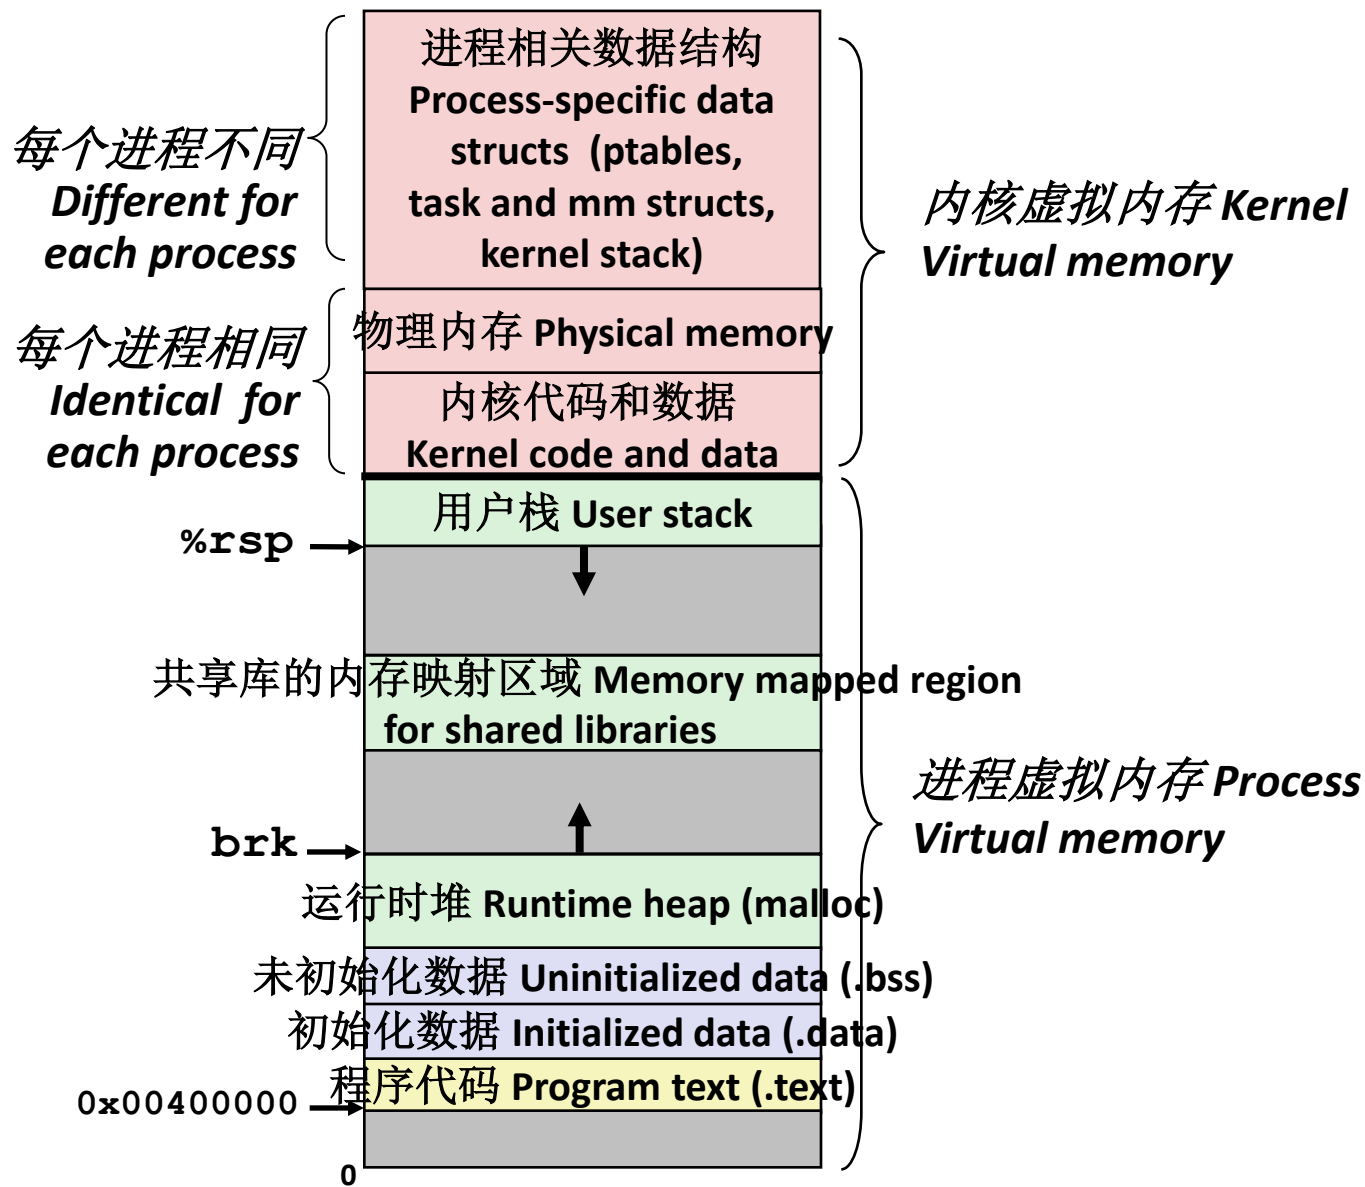 进程相关数据结构
Process-specific data
structs (ptables,
task and mm structs,
kernel stack)
每个进程不同
Different for
each process
内核虚拟内存 Kernel
Virtual memory
物理内存 Physical memory
每个进程相同
Identical for
each process
内核代码和数据
Kernel code and data
用户栈 User stack
%rsp
共享库的内存映射区域 Memory mapped region
for shared libraries
进程虚拟内存 Process
Virtual memory
brk
运行时堆 Runtime heap (malloc)
未初始化数据 Uninitialized data (.bss)
初始化数据 Initialized data (.data)
程序代码 Program text (.text)
0x00400000
0